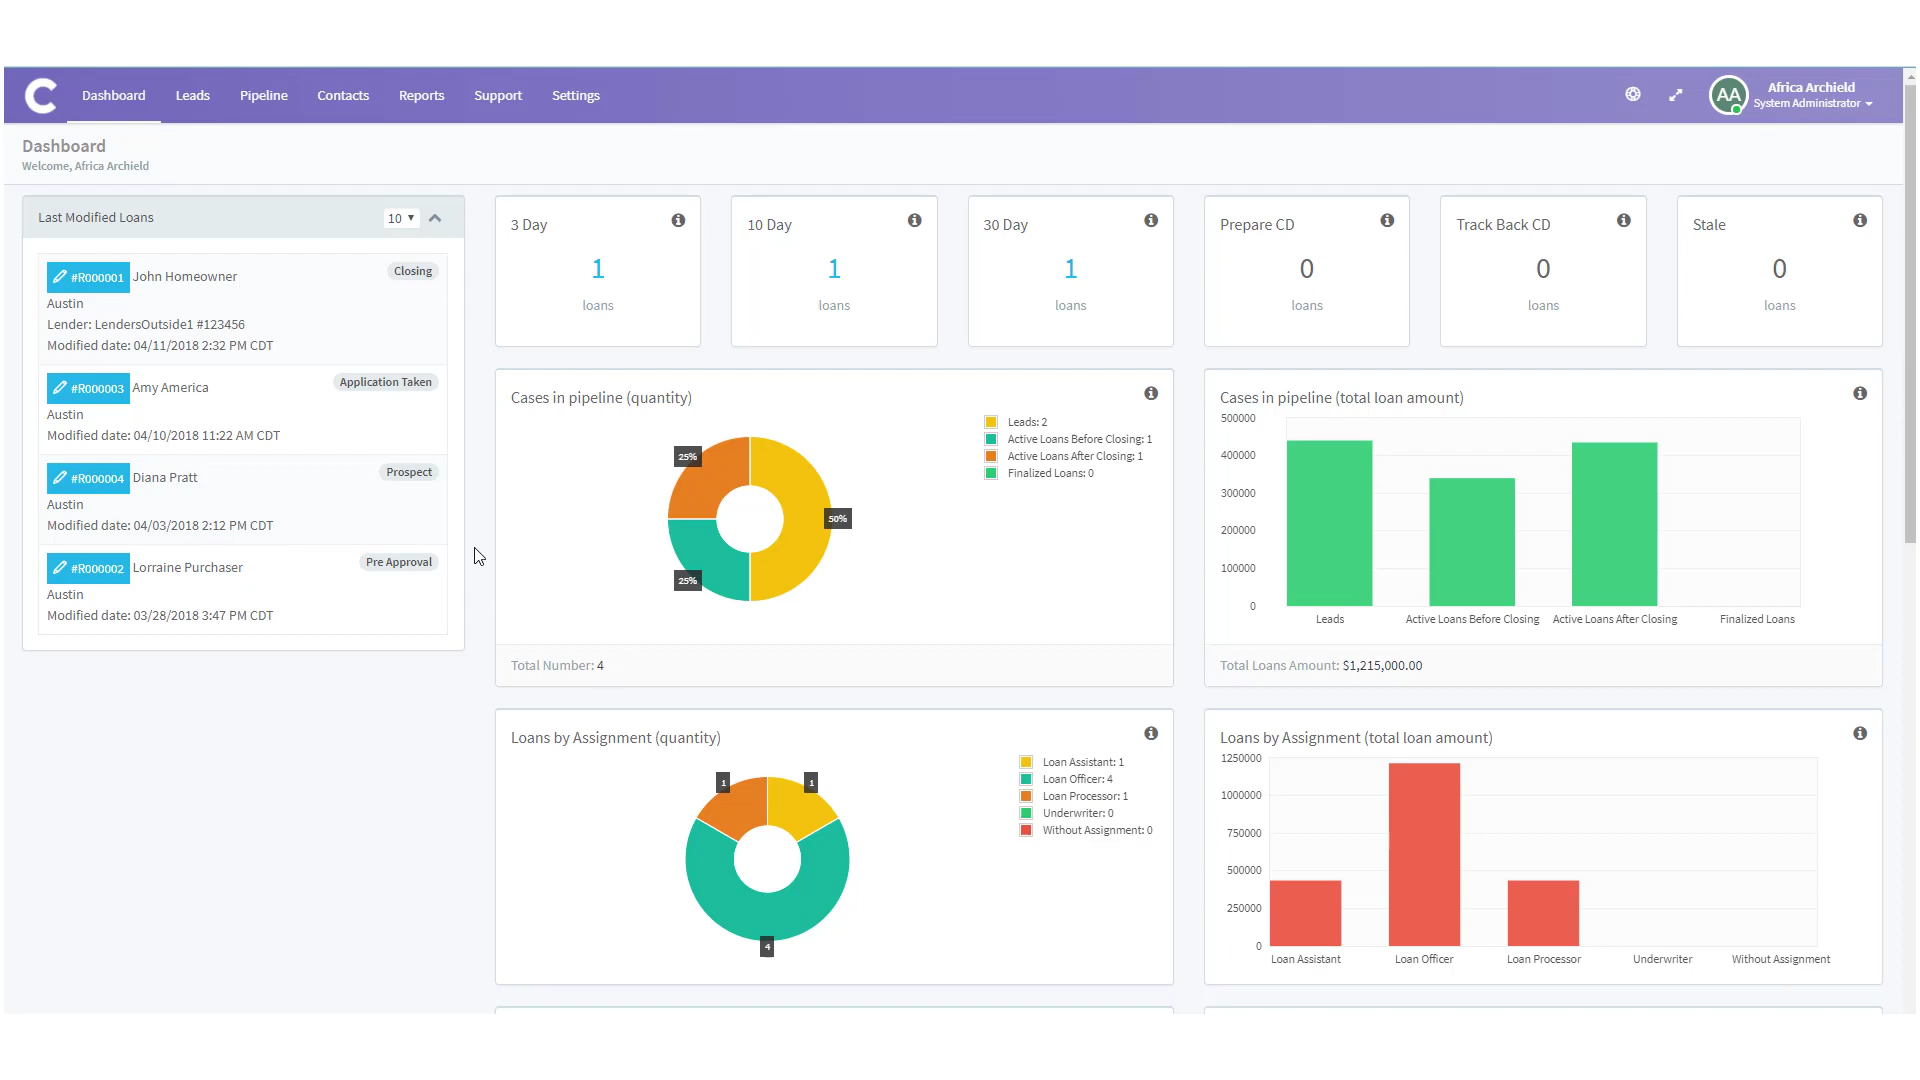 C Dashboard Leads Pipeline Contacts Reports Support Settings
AA Africa Archield
System Administrator
Dashboard
Welcome, Africa Archield
Last Modified Loans 10
#R000001 John Homeowner Closing
Austin
Lender: LendersOutside1 #123456
Modified date: 04/11/2018 2:32 PM CDT
#R000003 Amy America Application Taken
Austin
Modified date: 04/10/2018 11:22 AM CDT
#R000004 Diana Pratt Prospect
Austin
Modified date: 04/03/2018 2:12 PM CDT
#R000002 Lorraine Purchaser Pre Approval
Austin
Modified date: 03/28/2018 3:47 PM CDT
3 Day
1
loans
10 Day
1
loans
30 Day
1
loans
Prepare CD
0
loans
Track Back CD
0
loans
Stale
0
loans
Cases in pipeline (quantity)
Leads: 2
Active Loans Before Closing: 1
Active Loans After Closing: 1
Finalized Loans: 0
25%
50%
25%
Total Number: 4
Cases in pipeline (total loan amount)
500000
400000
300000
200000
100000
0
Leads Active Loans Before Closing Active Loans After Closing Finalized Loans
Total Loans Amount: $1,215,000.00
Loans by Assignment (quantity)
Loan Assistant: 1
Loan Officer: 4
Loan Processor: 1
Underwriter: 0
Without Assignment: 0
1 1
4
Loans by Assignment (total loan amount)
1250000
1000000
750000
500000
250000
0
Loan Assistant Loan Officer Loan Processor Underwriter Without Assignment